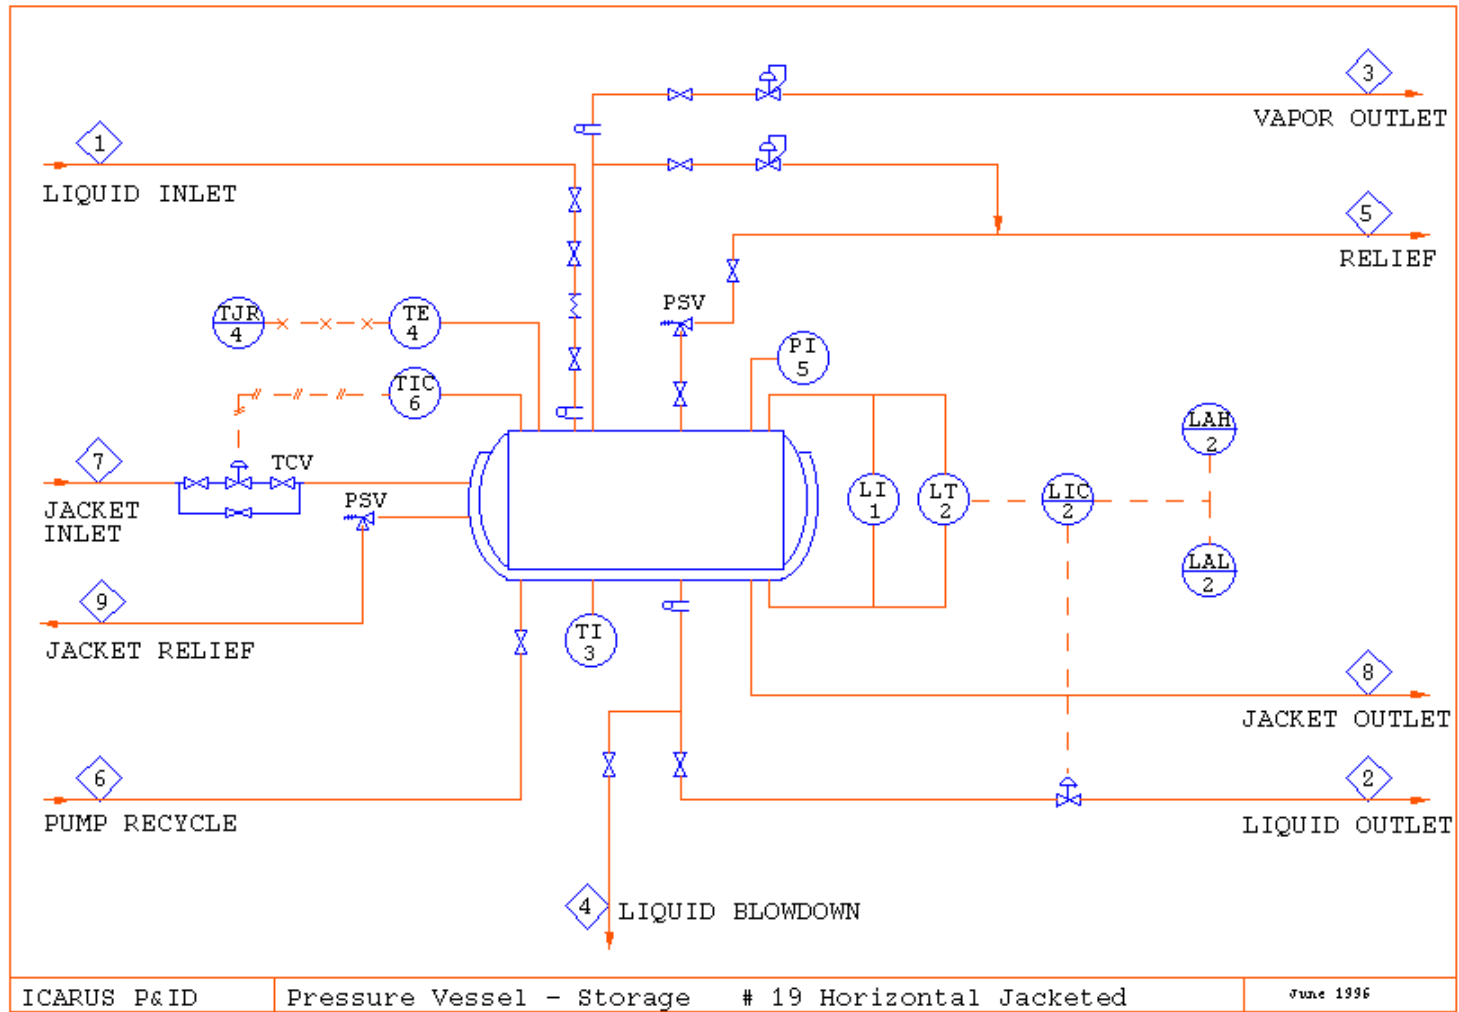 3
VAPOR OUTLET
1
LIQUID INLET
5
RELIEF
TJR
4
TE
4
PSV
PI
5
TIC
6
LAH
2
7
TCV
JACKET
INLET
PSV
LI
1
LT
2
LIC
2
LAL
2
9
JACKET RELIEF
TI
3
8
JACKET OUTLET
6
PUMP RECYCLE
2
LIQUID OUTLET
4
LIQUID BLOWDOWN
ICARUS P&ID
Pressure Vessel - Storage # 19 Horizontal Jacketed
June 1996